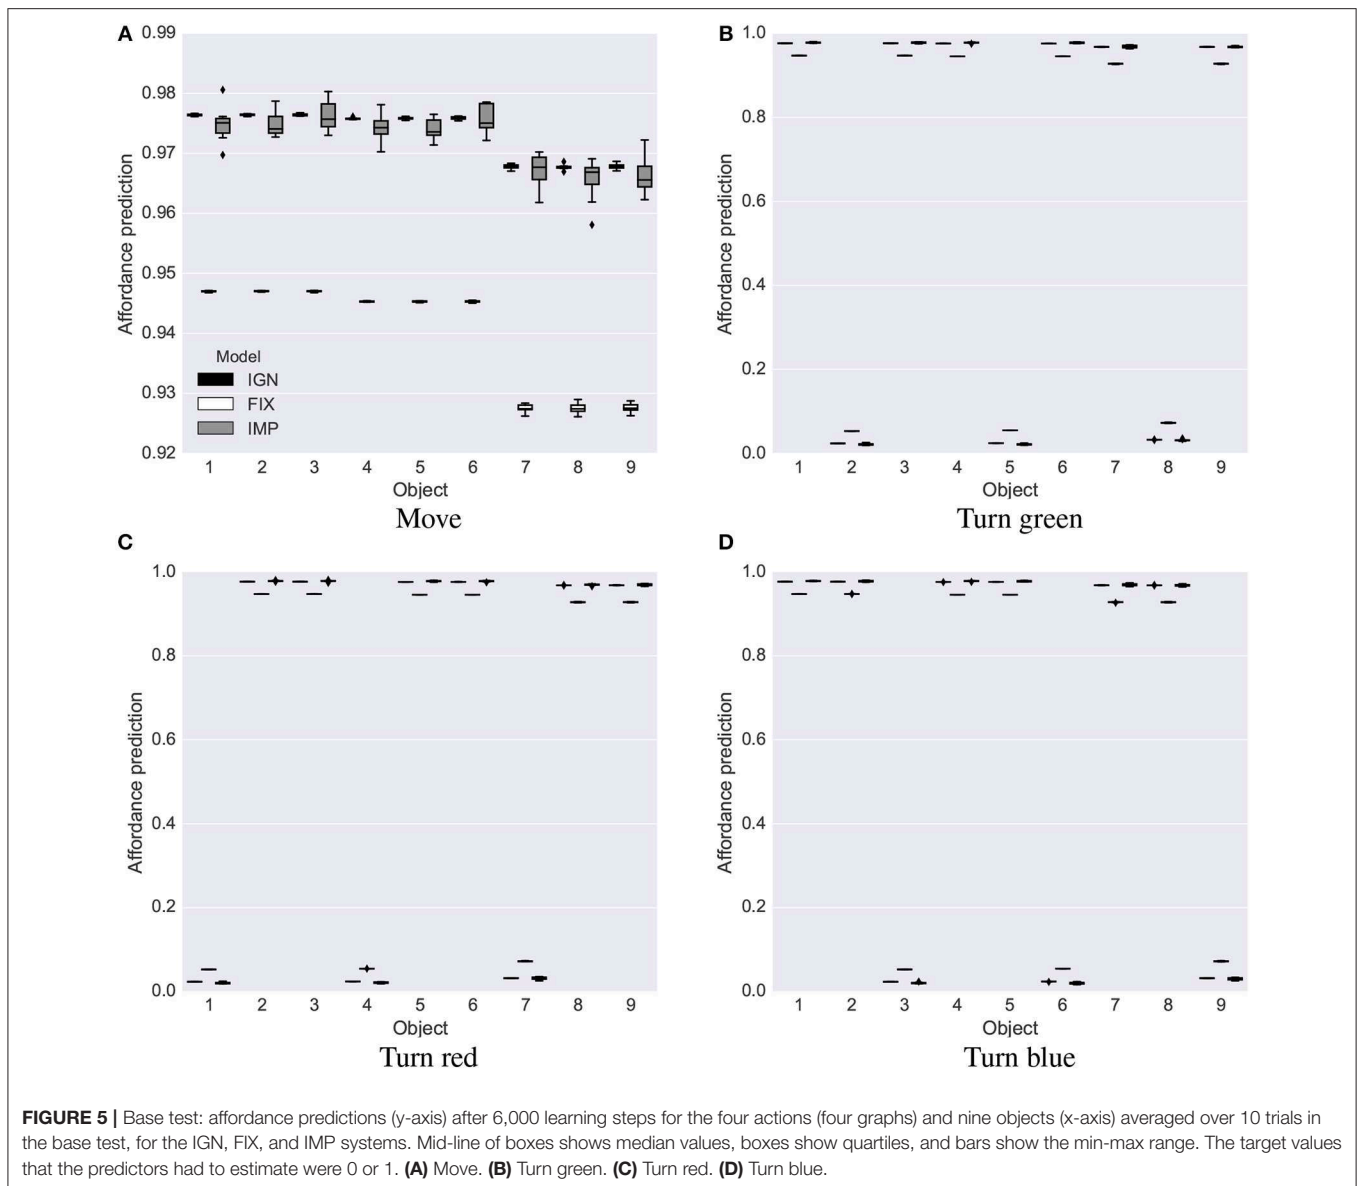 A
B
0.99
0.98
0.97
0.96
0.95
0.94
0.93
0.92
Affordance prediction
Model
IGN
FIX
IMP
1 2 3 4 5 6 7 8 9
Object
Move
1.0
0.8
0.6
0.4
0.2
0.0
Affordance prediction
1 2 3 4 5 6 7 8 9
Object
Turn green
C
D
1.0
0.8
0.6
0.4
0.2
0.0
Affordance prediction
1 2 3 4 5 6 7 8 9
Object
Turn red
1.0
0.8
0.6
0.4
0.2
0.0
Affordance prediction
1 2 3 4 5 6 7 8 9
Object
Turn blue
FIGURE 5 | Base test: affordance predictions (y-axis) after 6,000 learning steps for the four actions (four graphs) and nine objects (x-axis) averaged over 10 trials in
the base test, for the IGN, FIX, and IMP systems. Mid-line of boxes shows median values, boxes show quartiles, and bars show the min-max range. The target values
that the predictors had to estimate were 0 or 1. (A) Move. (B) Turn green. (C) Turn red. (D) Turn blue.